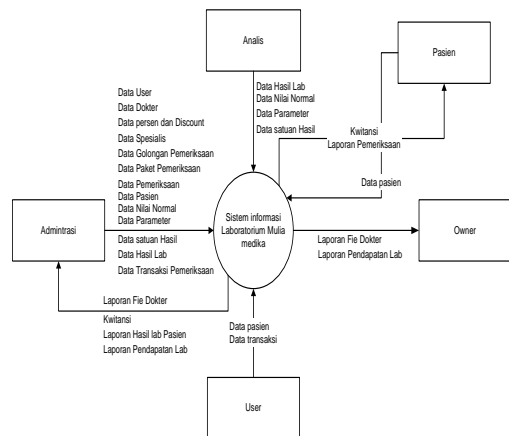 Analis
Pasien
Data Hasil Lab
Data Nilai Normal
Data Parameter
Data satuan Hasil
Data User
Data Dokter
Data persen dan Discount
Data Spesialis
Data Golongan Pemeriksaan
Data Paket Pemeriksaan
Data Pemeriksaan
Data Pasien
Data Nilai Normal
Data Parameter
Data satuan Hasil
Data Hasil Lab
Data Transaksi Pemeriksaan
Kwitansi
Laporan Pemeriksaan
Data pasien
Admintrasi
Sistem informasi
Laboratorium Mulia
medika
Owner
Laporan Fie Dokter
Laporan Pendapatan Lab
Laporan Fie Dokter
Kwitansi
Laporan Hasil lab Pasien
Laporan Pendapatan Lab
Data pasien
Data transaksi
User